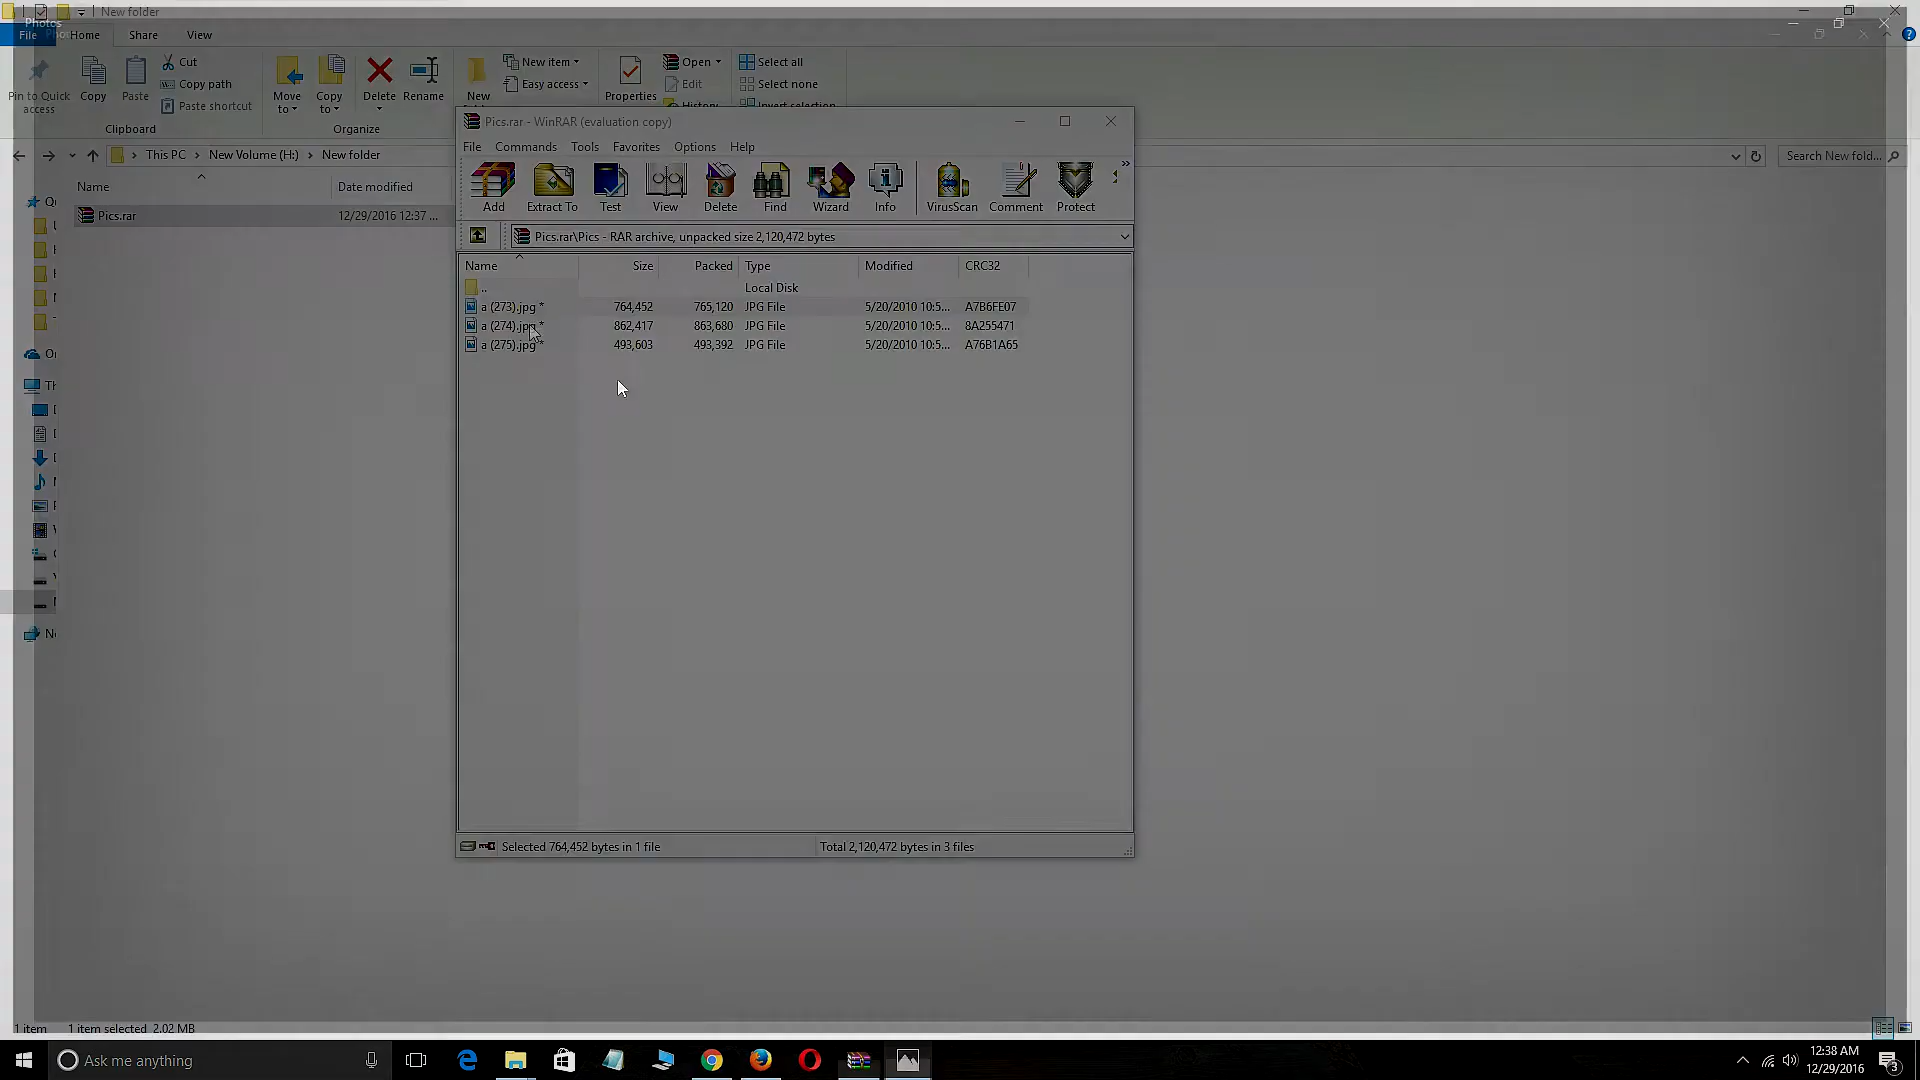 New folder
Photos
File Home Share View
Pin to Quick access
Copy
Paste
Cut
Copy path
Paste shortcut
Clipboard
Move to
Copy to
Delete
Rename
Organize
New
New item
Easy access
Properties
Open
Edit
History
Select all
Select none
Invert selection
This PC New Volume (H:) New folder
Search New fold...
Name Date modified
Pics.rar 12/29/2016 12:37 ...
Pics.rar - WinRAR (evaluation copy)
File Commands Tools Favorites Options Help
Add Extract To Test View Delete Find Wizard Info VirusScan Comment Protect
Pics.rar\Pics - RAR archive, unpacked size 2,120,472 bytes
Name Size Packed Type Modified CRC32
.. Local Disk
a (273).jpg * 764,452 765,120 JPG File 5/20/2010 10:5... A7B6FE07
a (274).jpg * 862,417 863,680 JPG File 5/20/2010 10:5... 8A255471
a (275).jpg * 493,603 493,392 JPG File 5/20/2010 10:5... A76B1A65
Selected 764,452 bytes in 1 file
Total 2,120,472 bytes in 3 files
1 item 1 item selected 2.02 MB
Ask me anything
12:38 AM
12/29/2016
3